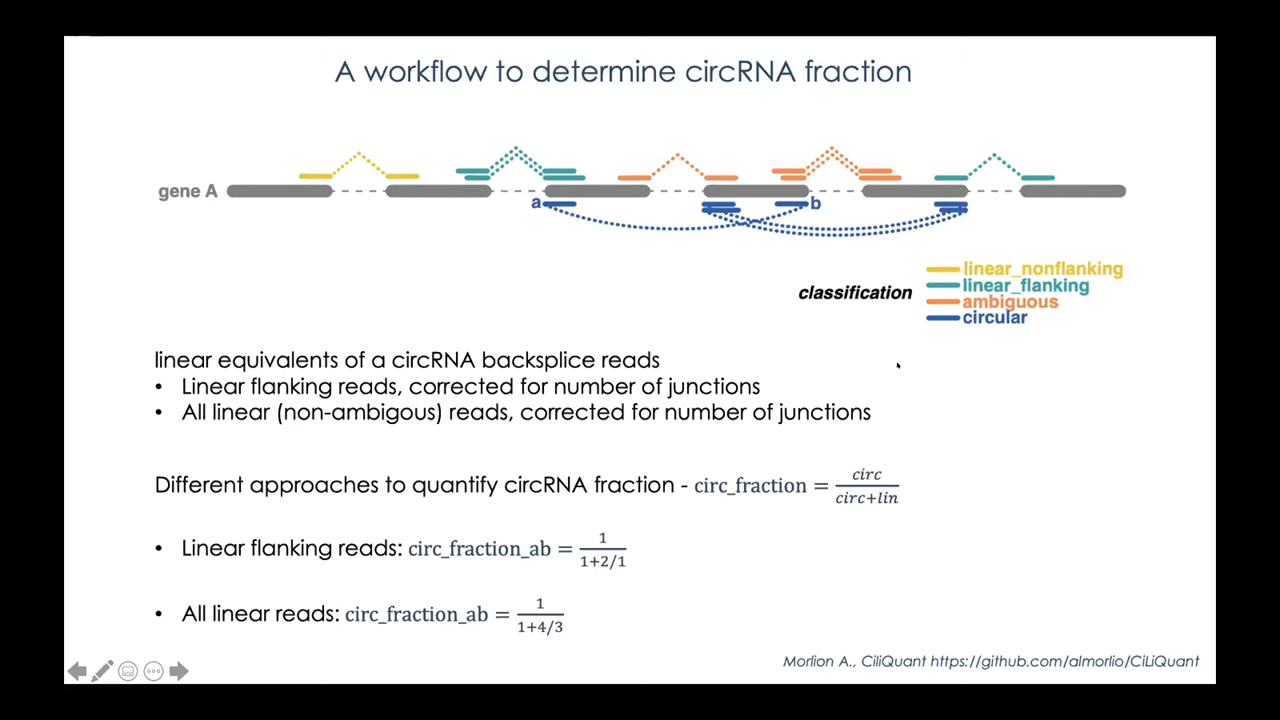 A workflow to determine circRNA fraction
gene A
a
b
classification
linear_nonflanking
linear_flanking
ambiguous
circular
linear equivalents of a circRNA backsplice reads
• Linear flanking reads, corrected for number of junctions
• All linear (non-ambigous) reads, corrected for number of junctions
Different approaches to quantify circRNA fraction - circ_fraction = circ / circ+lin
• Linear flanking reads: circ_fraction_ab = 1 / 1+2/1
• All linear reads: circ_fraction_ab = 1 / 1+4/3
Morlion A., CiliQuant https://github.com/almorlio/CiLiQuant